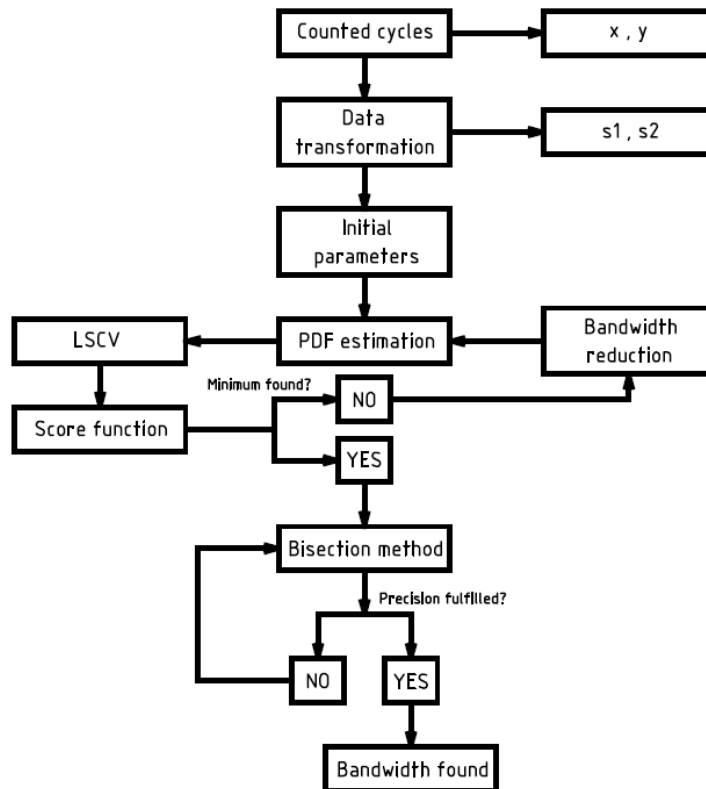 Counted cycles
x , y
Data
transformation
s1 , s2
Initial
parameters
LSCV
PDF estimation
Bandwidth
reduction
Minimum found?
NO
Score function
YES
Bisection method
Precision fulfilled?
NO
YES
Bandwidth found